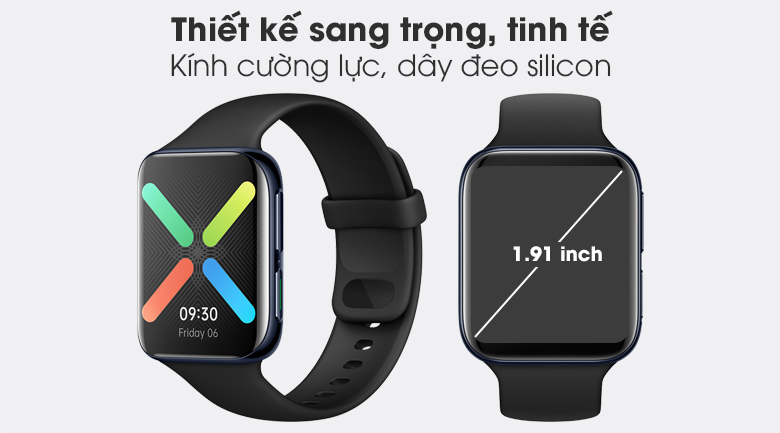 Thiết kế sang trọng, tinh tế
Kính cường lực, dây đeo silicon
09:30
Friday 06
1.91 inch